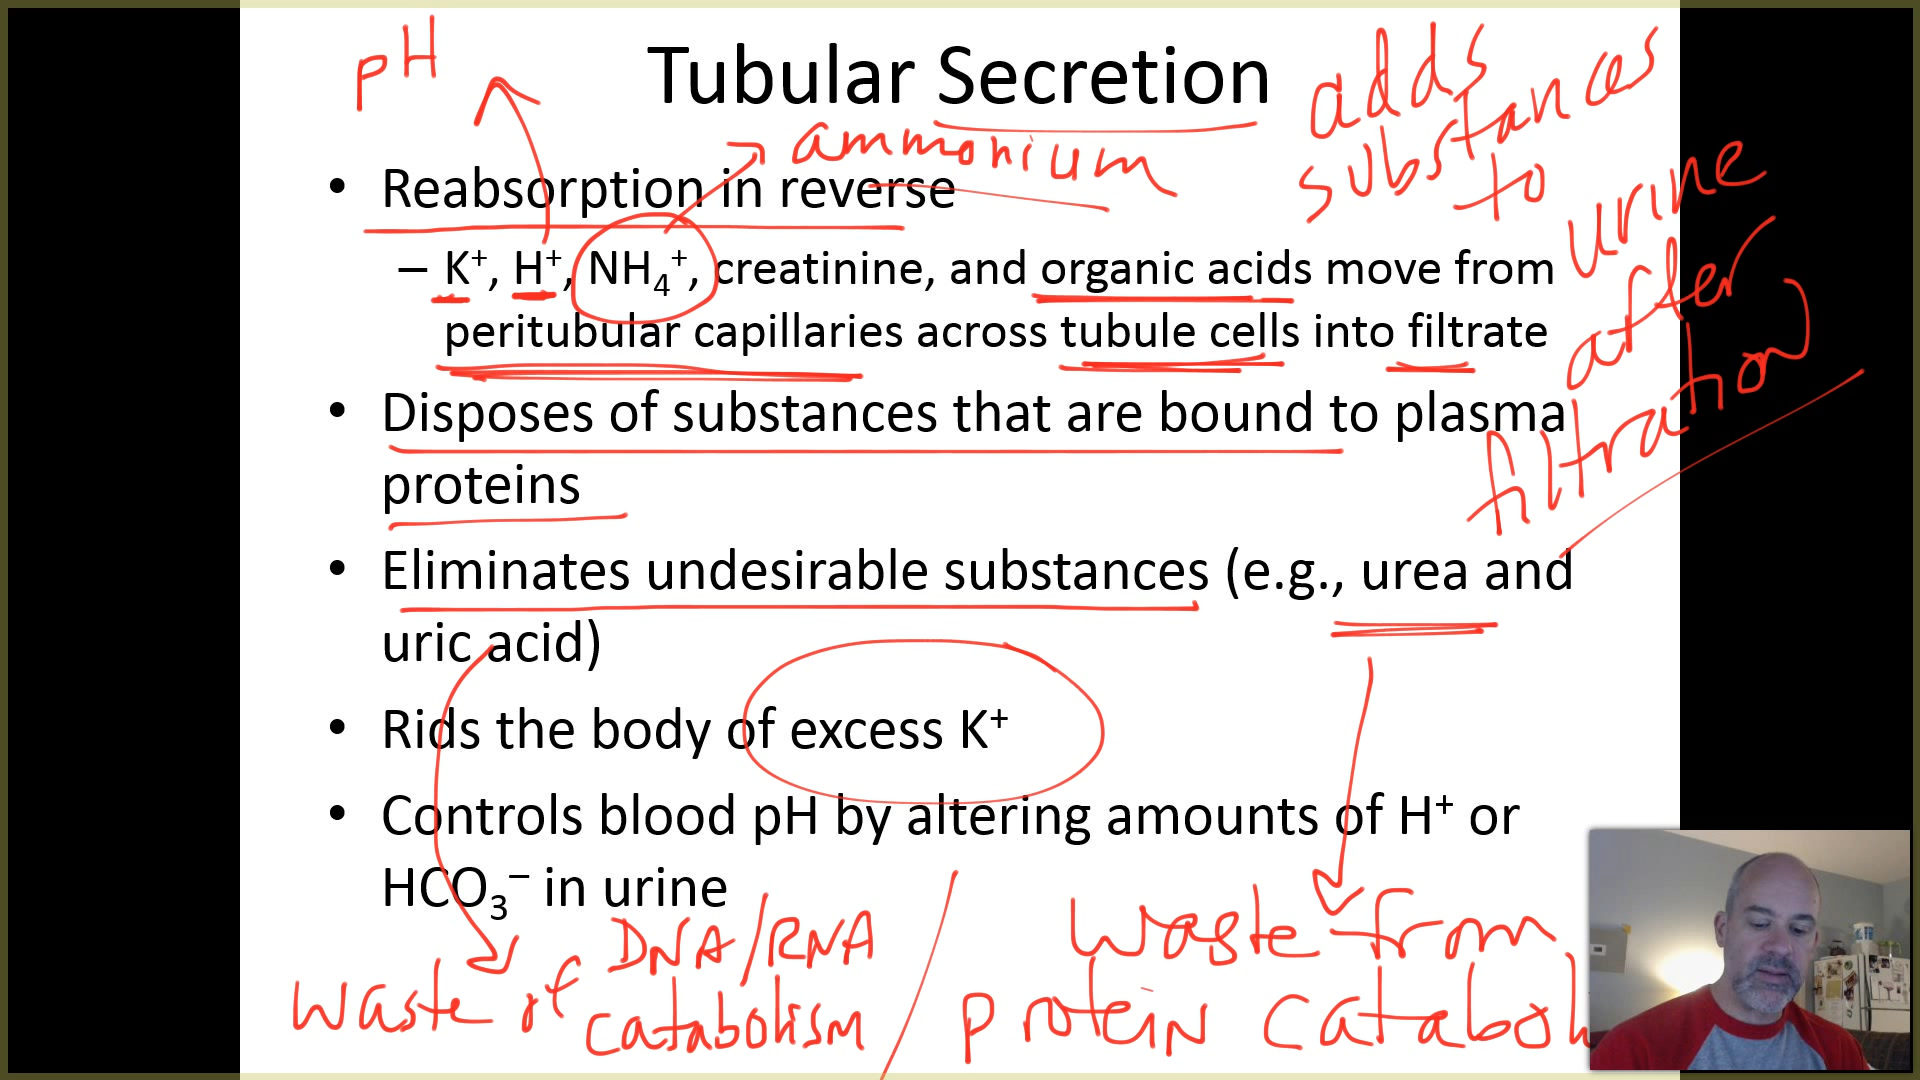 pH
Tubular Secretion
adds
substances
to
urine
after
filtration
ammonium
• Reabsorption in reverse
– K⁺, H⁺, NH₄⁺, creatinine, and organic acids move from
peritubular capillaries across tubule cells into filtrate
• Disposes of substances that are bound to plasma
proteins
• Eliminates undesirable substances (e.g., urea and
uric acid)
• Rids the body of excess K⁺
• Controls blood pH by altering amounts of H⁺ or
HCO₃⁻ in urine
waste of DNA/RNA
catabolism
waste from
protein